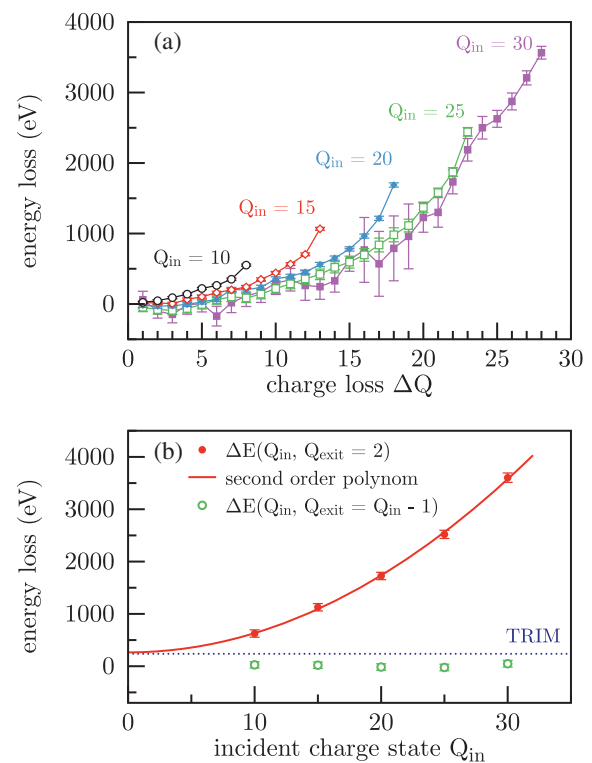 (a)
Q_in = 30
Q_in = 25
Q_in = 20
Q_in = 15
Q_in = 10
energy loss (eV)
4000
3000
2000
1000
0
0 5 10 15 20 25 30
charge loss ΔQ
(b)
ΔE(Q_in, Q_exit = 2)
second order polynom
ΔE(Q_in, Q_exit = Q_in - 1)
TRIM
energy loss (eV)
4000
3000
2000
1000
0
0 10 20 30
incident charge state Q_in